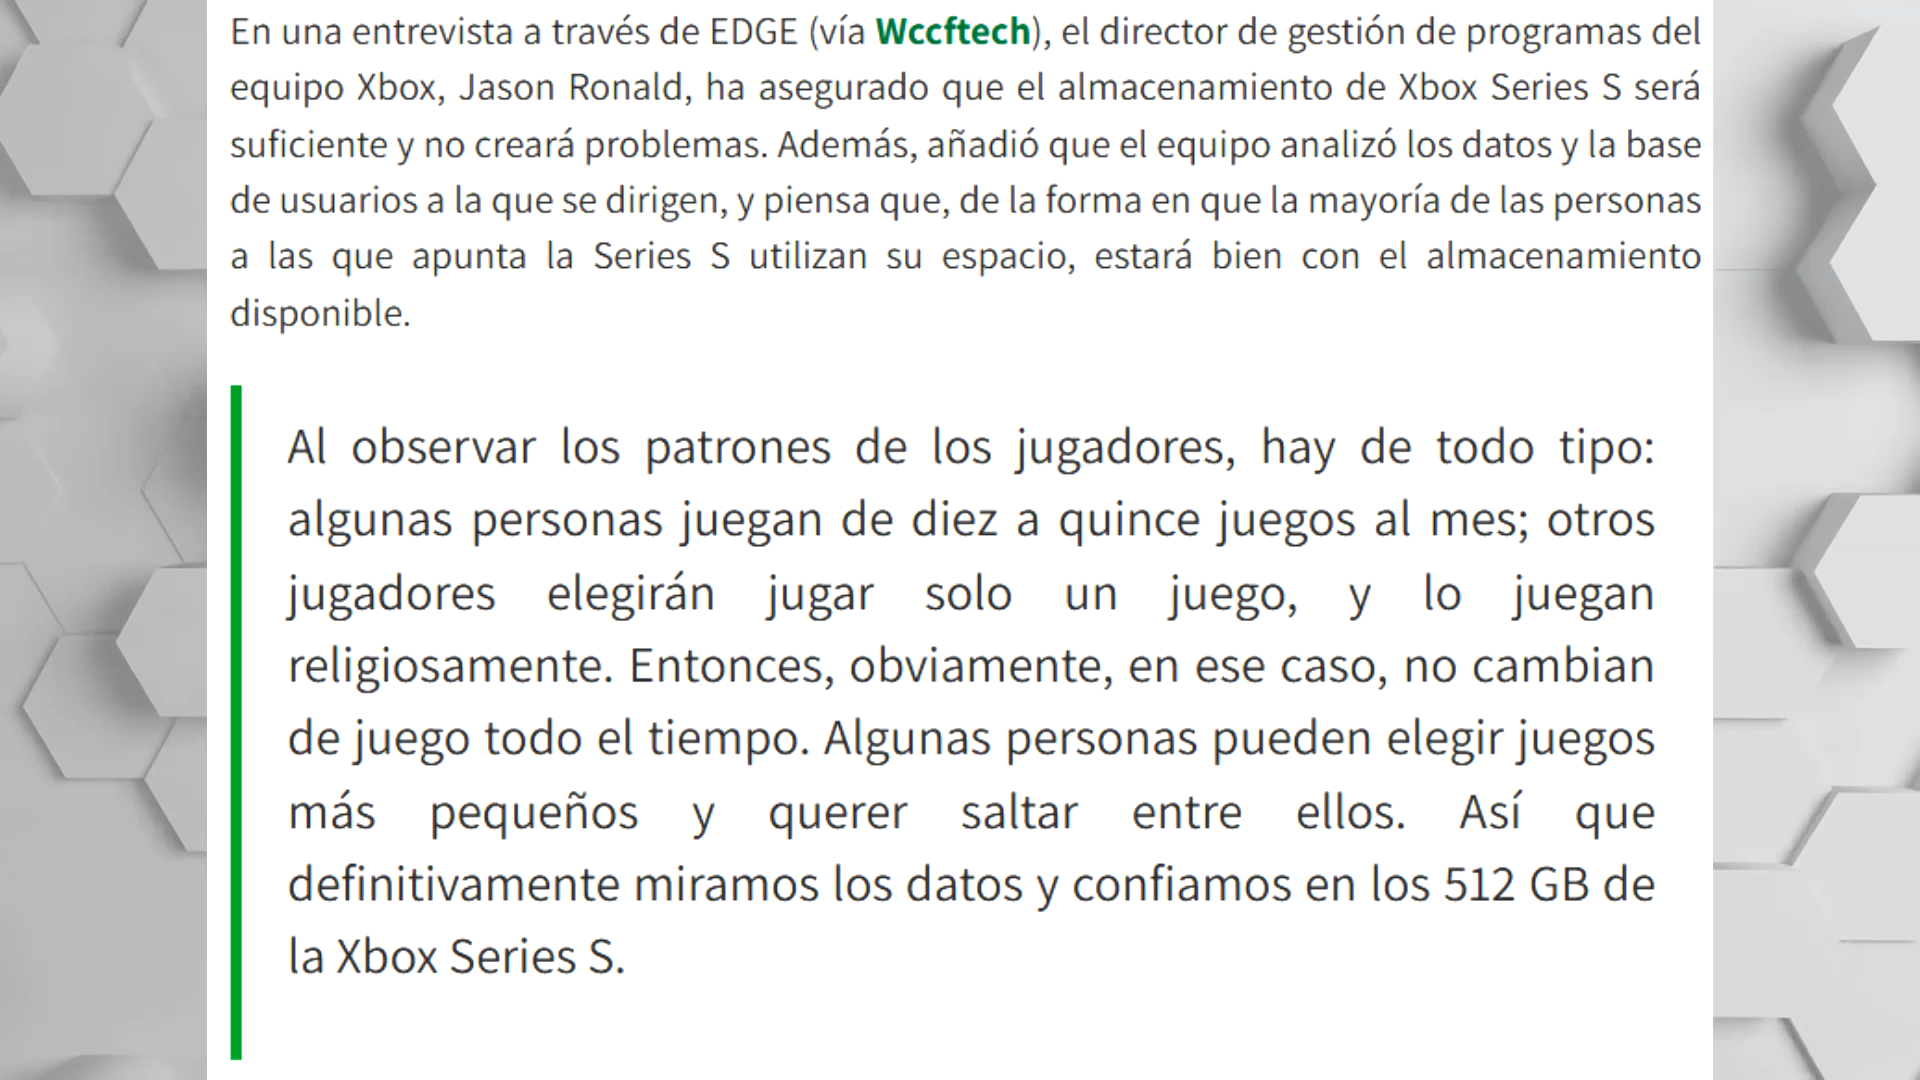 En una entrevista a través de EDGE (vía Wccftech), el director de gestión de programas del
equipo Xbox, Jason Ronald, ha asegurado que el almacenamiento de Xbox Series S será
suficiente y no creará problemas. Además, añadió que el equipo analizó los datos y la base
de usuarios a la que se dirigen, y piensa que, de la forma en que la mayoría de las personas
a las que apunta la Series S utilizan su espacio, estará bien con el almacenamiento
disponible.
Al observar los patrones de los jugadores, hay de todo tipo:
algunas personas juegan de diez a quince juegos al mes; otros
jugadores elegirán jugar solo un juego, y lo juegan
religiosamente. Entonces, obviamente, en ese caso, no cambian
de juego todo el tiempo. Algunas personas pueden elegir juegos
más pequeños y querer saltar entre ellos. Así que
definitivamente miramos los datos y confiamos en los 512 GB de
la Xbox Series S.